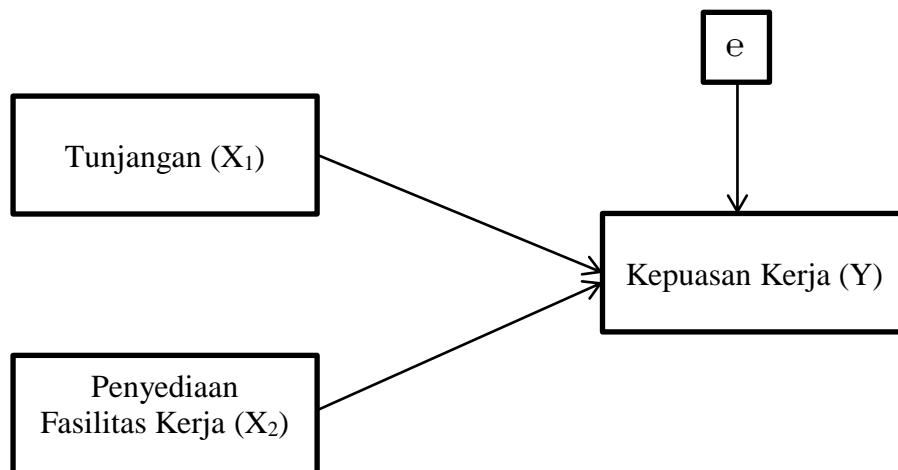 e
Tunjangan (X₁)
Kepuasan Kerja (Y)
Penyediaan
Fasilitas Kerja (X₂)